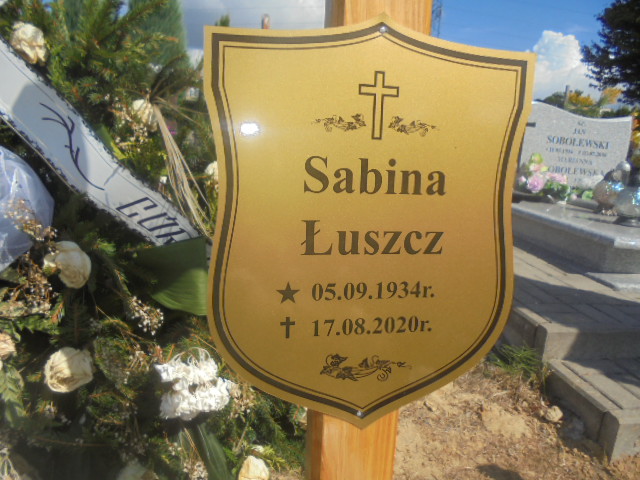 Sabina
Łuszcz
★ 05.09.1934r.
✝ 17.08.2020r.
JAN
SOBOLEWSKI